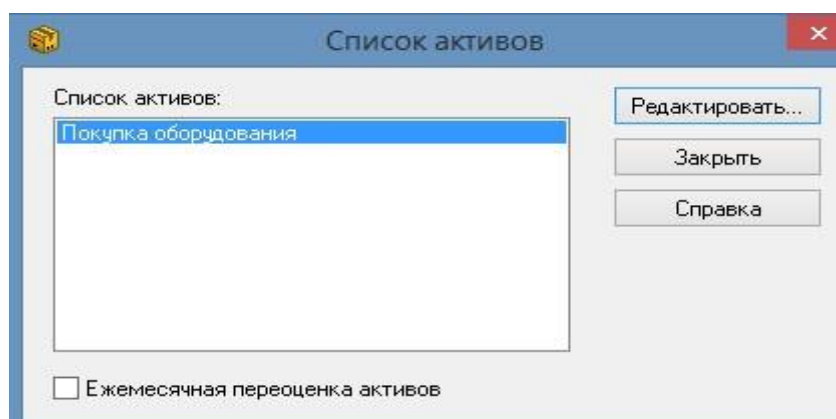 Список активов
Список активов:
Покупка оборудования
Редактировать...
Закрыть
Справка
Ежемесячная переоценка активов